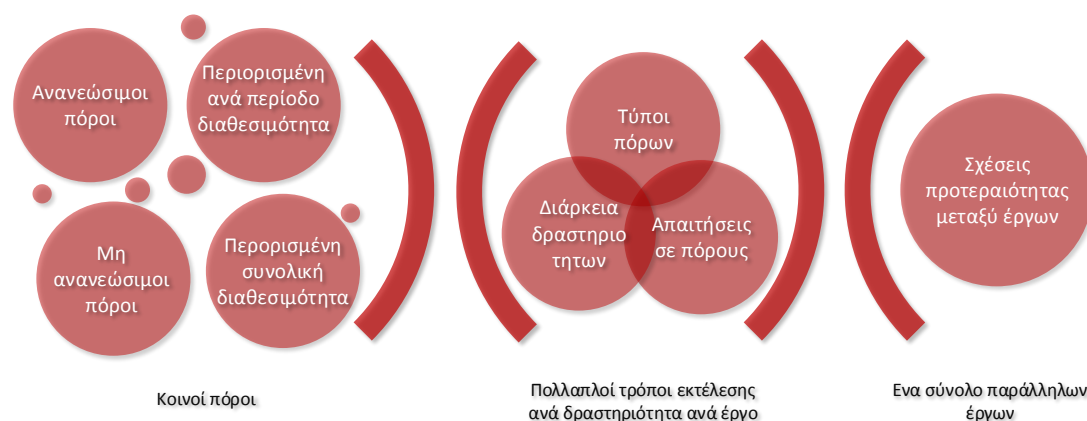 Ανανεώσιμοι
πόροι
Περιορισμένη
ανά περίοδο
διαθεσιμότητα
Μη
ανανεώσιμοι
πόροι
Περορισμένη
συνολική
διαθεσιμότητα
Κοινοί πόροι
Τύποι
πόρων
Διάρκεια
δραστηριο
τητων
Απαιτήσεις
σε πόρους
Πολλαπλοί τρόποι εκτέλεσης
ανά δραστηριότητα ανά έργο
Σχέσεις
προτεραιότητας
μεταξύ έργων
Ενα σύνολο παράλληλων
έργων